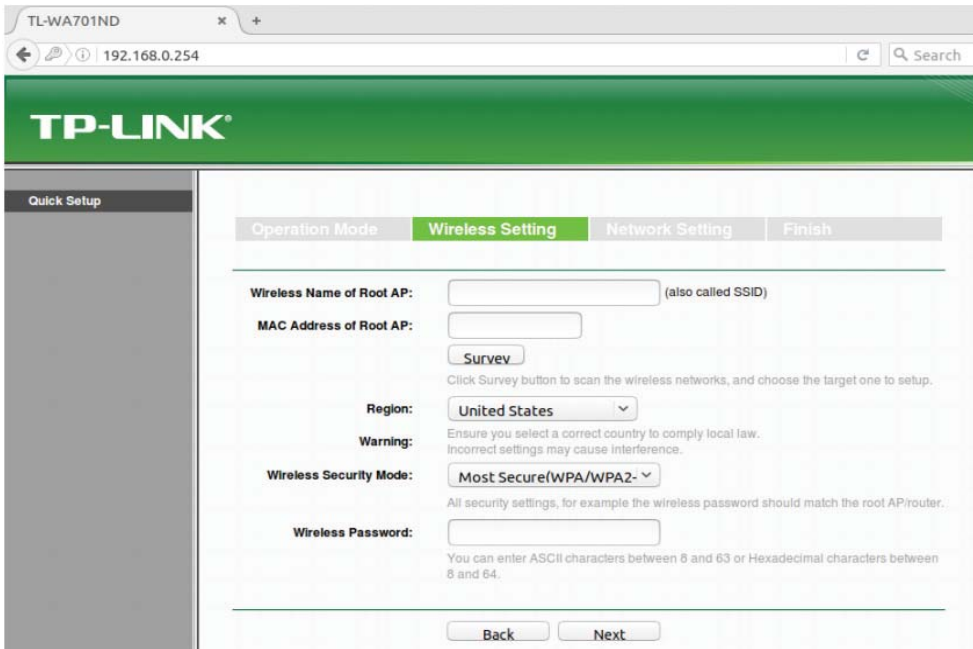 TL-WA701ND
192.168.0.254
Search
TP-LINK®
Quick Setup
Operation Mode Wireless Setting Network Setting Finish
Wireless Name of Root AP: (also called SSID)
MAC Address of Root AP:
Survey
Click Survey button to scan the wireless networks, and choose the target one to setup.
Region: United States
Warning: Ensure you select a correct country to comply local law.
Incorrect settings may cause interference.
Wireless Security Mode: Most Secure(WPA/WPA2-
All security settings, for example the wireless password should match the root AP/router.
Wireless Password:
You can enter ASCII characters between 8 and 63 or Hexadecimal characters between
8 and 64.
Back Next